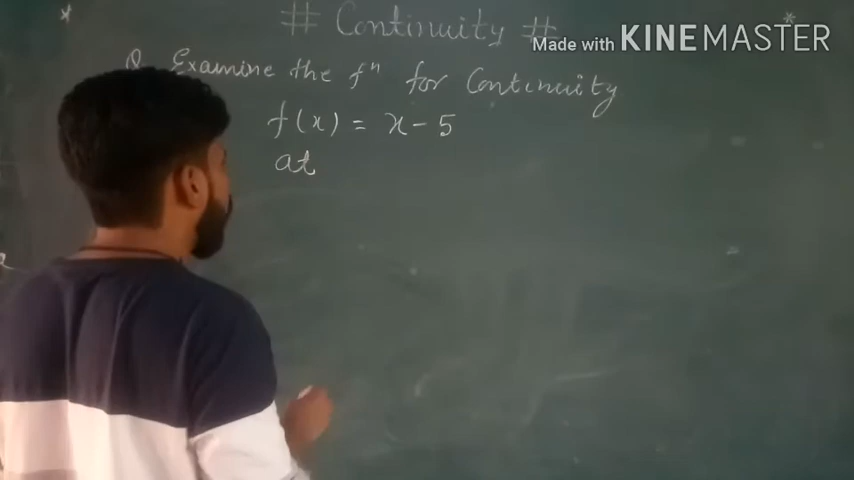 # Continuity #
Made with KINEMASTER
Q Examine the fⁿ for Continuity
f(x) = x - 5
at